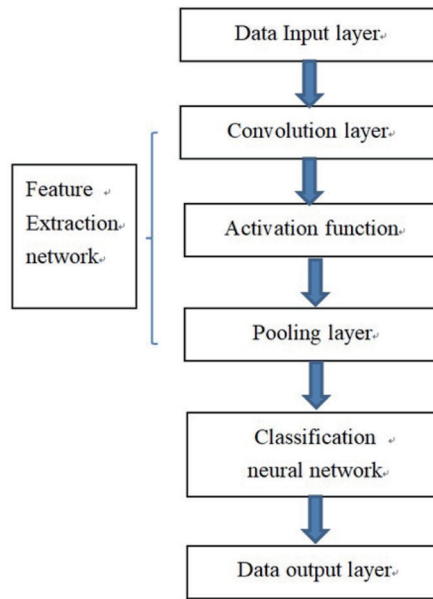 Data Input layer
Convolution layer
Feature
Extraction
network
Activation function
Pooling layer
Classification
neural network
Data output layer